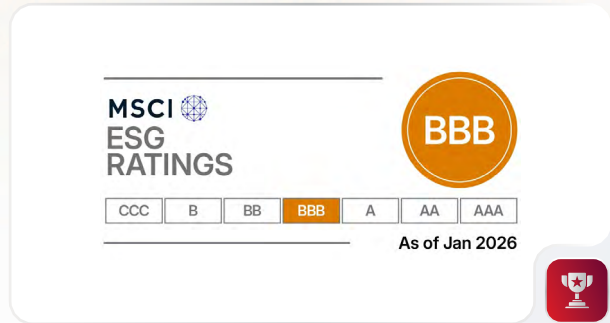 MSCI
ESG
RATINGS
BBB
CCC B BB BBB A AA AAA
As of Jan 2026